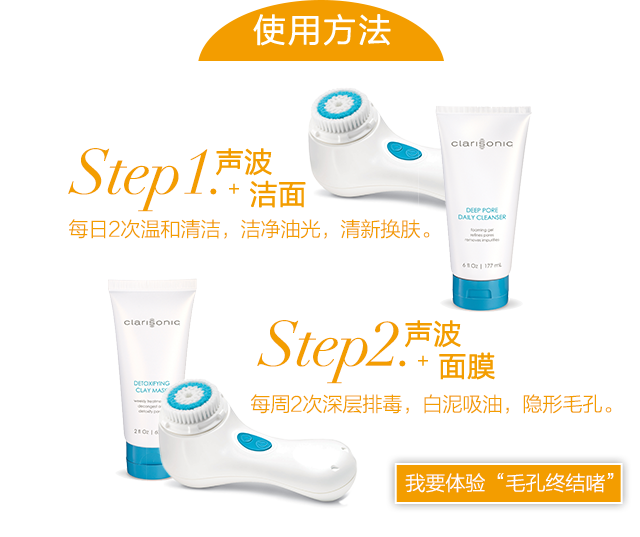 使用方法
Step1.
声波
+ 洁面
每日2次温和清洁，洁净油光，清新换肤。
clarisonic
DEEP PORE
DAILY CLEANSER
foaming gel
refines pores
removes impurities
6 fl Oz | 177 mL
clarisonic
DETOXIFYING
CLAY MASK
2 fl Oz |
Step2.
声波
+ 面膜
每周2次深层排毒，白泥吸油，隐形毛孔。
我要体验“毛孔终结啫”